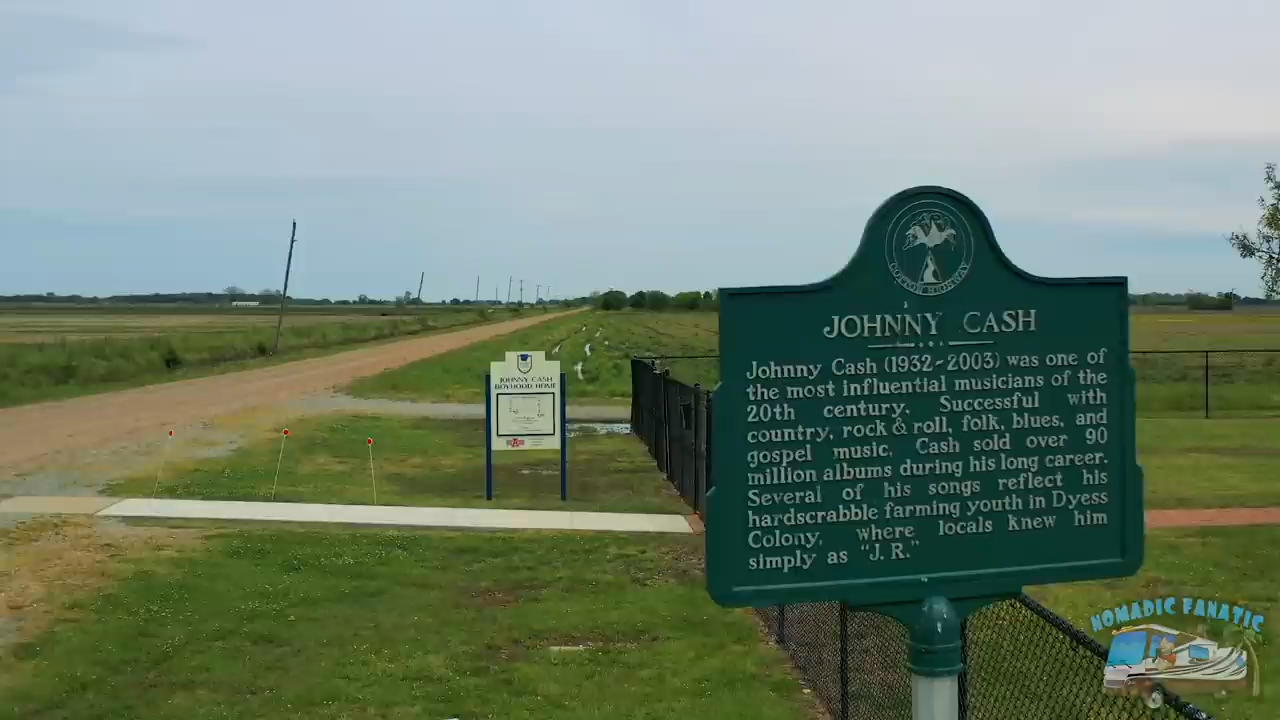 COTTON HIGHWAY
JOHNNY CASH
Johnny Cash (1932-2003) was one of
the most influential musicians of the
20th century. Successful with
country, rock & roll, folk, blues, and
gospel music, Cash sold over 90
million albums during his long career.
Several of his songs reflect his
hardscrabble farming youth in Dyess
Colony, where locals knew him
simply as "J. R."
JOHNNY CASH
BOYHOOD HOME
NOMADIC FANATIC